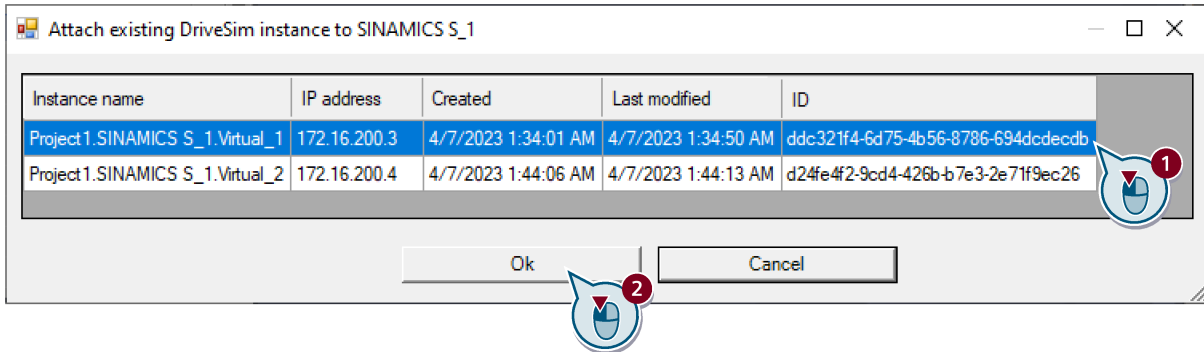 Attach existing DriveSim instance to SINAMICS S_1
Instance name IP address Created Last modified ID
Project1.SINAMICS S_1.Virtual_1 172.16.200.3 4/7/2023 1:34:01 AM 4/7/2023 1:34:50 AM ddc321f4-6d75-4b56-8786-694dcdecdb
Project1.SINAMICS S_1.Virtual_2 172.16.200.4 4/7/2023 1:44:06 AM 4/7/2023 1:44:13 AM d24fe4f2-9cd4-426b-b7e3-2e71f9ec26
1
Ok Cancel
2